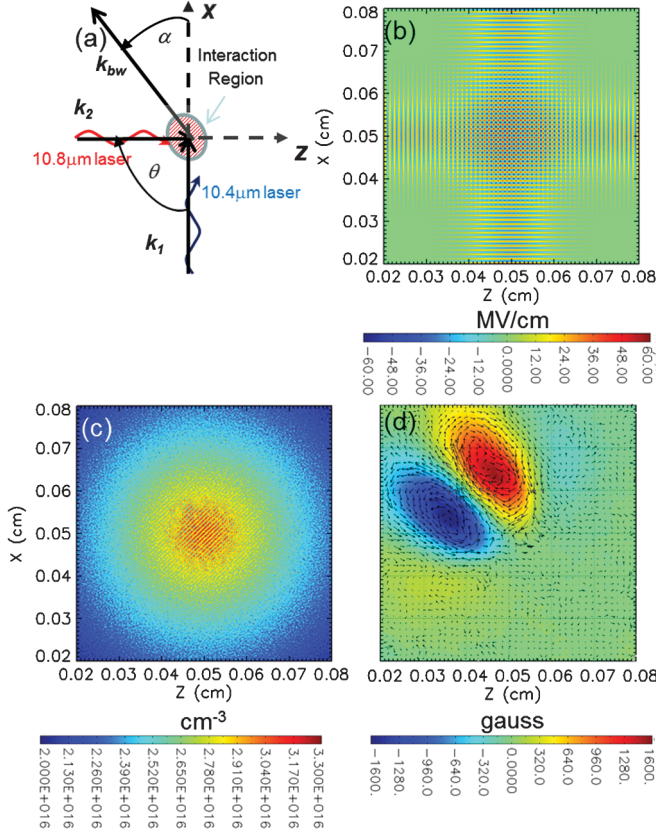 (a)
X
α
k_bw
Interaction
Region
k_2
z
10.8μm laser
θ
10.4μm laser
k_1
(b)
0.08
0.07
0.06
0.05
0.04
0.03
0.02
X (cm)
0.02 0.03 0.04 0.05 0.06 0.07 0.08
Z (cm)
MV/cm
-60.00
-48.00
-36.00
-24.00
-12.00
0.0000
12.00
24.00
36.00
48.00
60.00
(c)
0.08
0.07
0.06
0.05
0.04
0.03
0.02
X (cm)
0.02 0.03 0.04 0.05 0.06 0.07 0.08
Z (cm)
cm-3
2.000E+016
2.130E+016
2.260E+016
2.390E+016
2.520E+016
2.650E+016
2.780E+016
2.910E+016
3.040E+016
3.170E+016
3.300E+016
(d)
0.02 0.03 0.04 0.05 0.06 0.07 0.08
Z (cm)
gauss
-1600.
-1280.
-960.0
-640.0
-320.0
0.0000
320.0
640.0
960.0
1280.
1600.